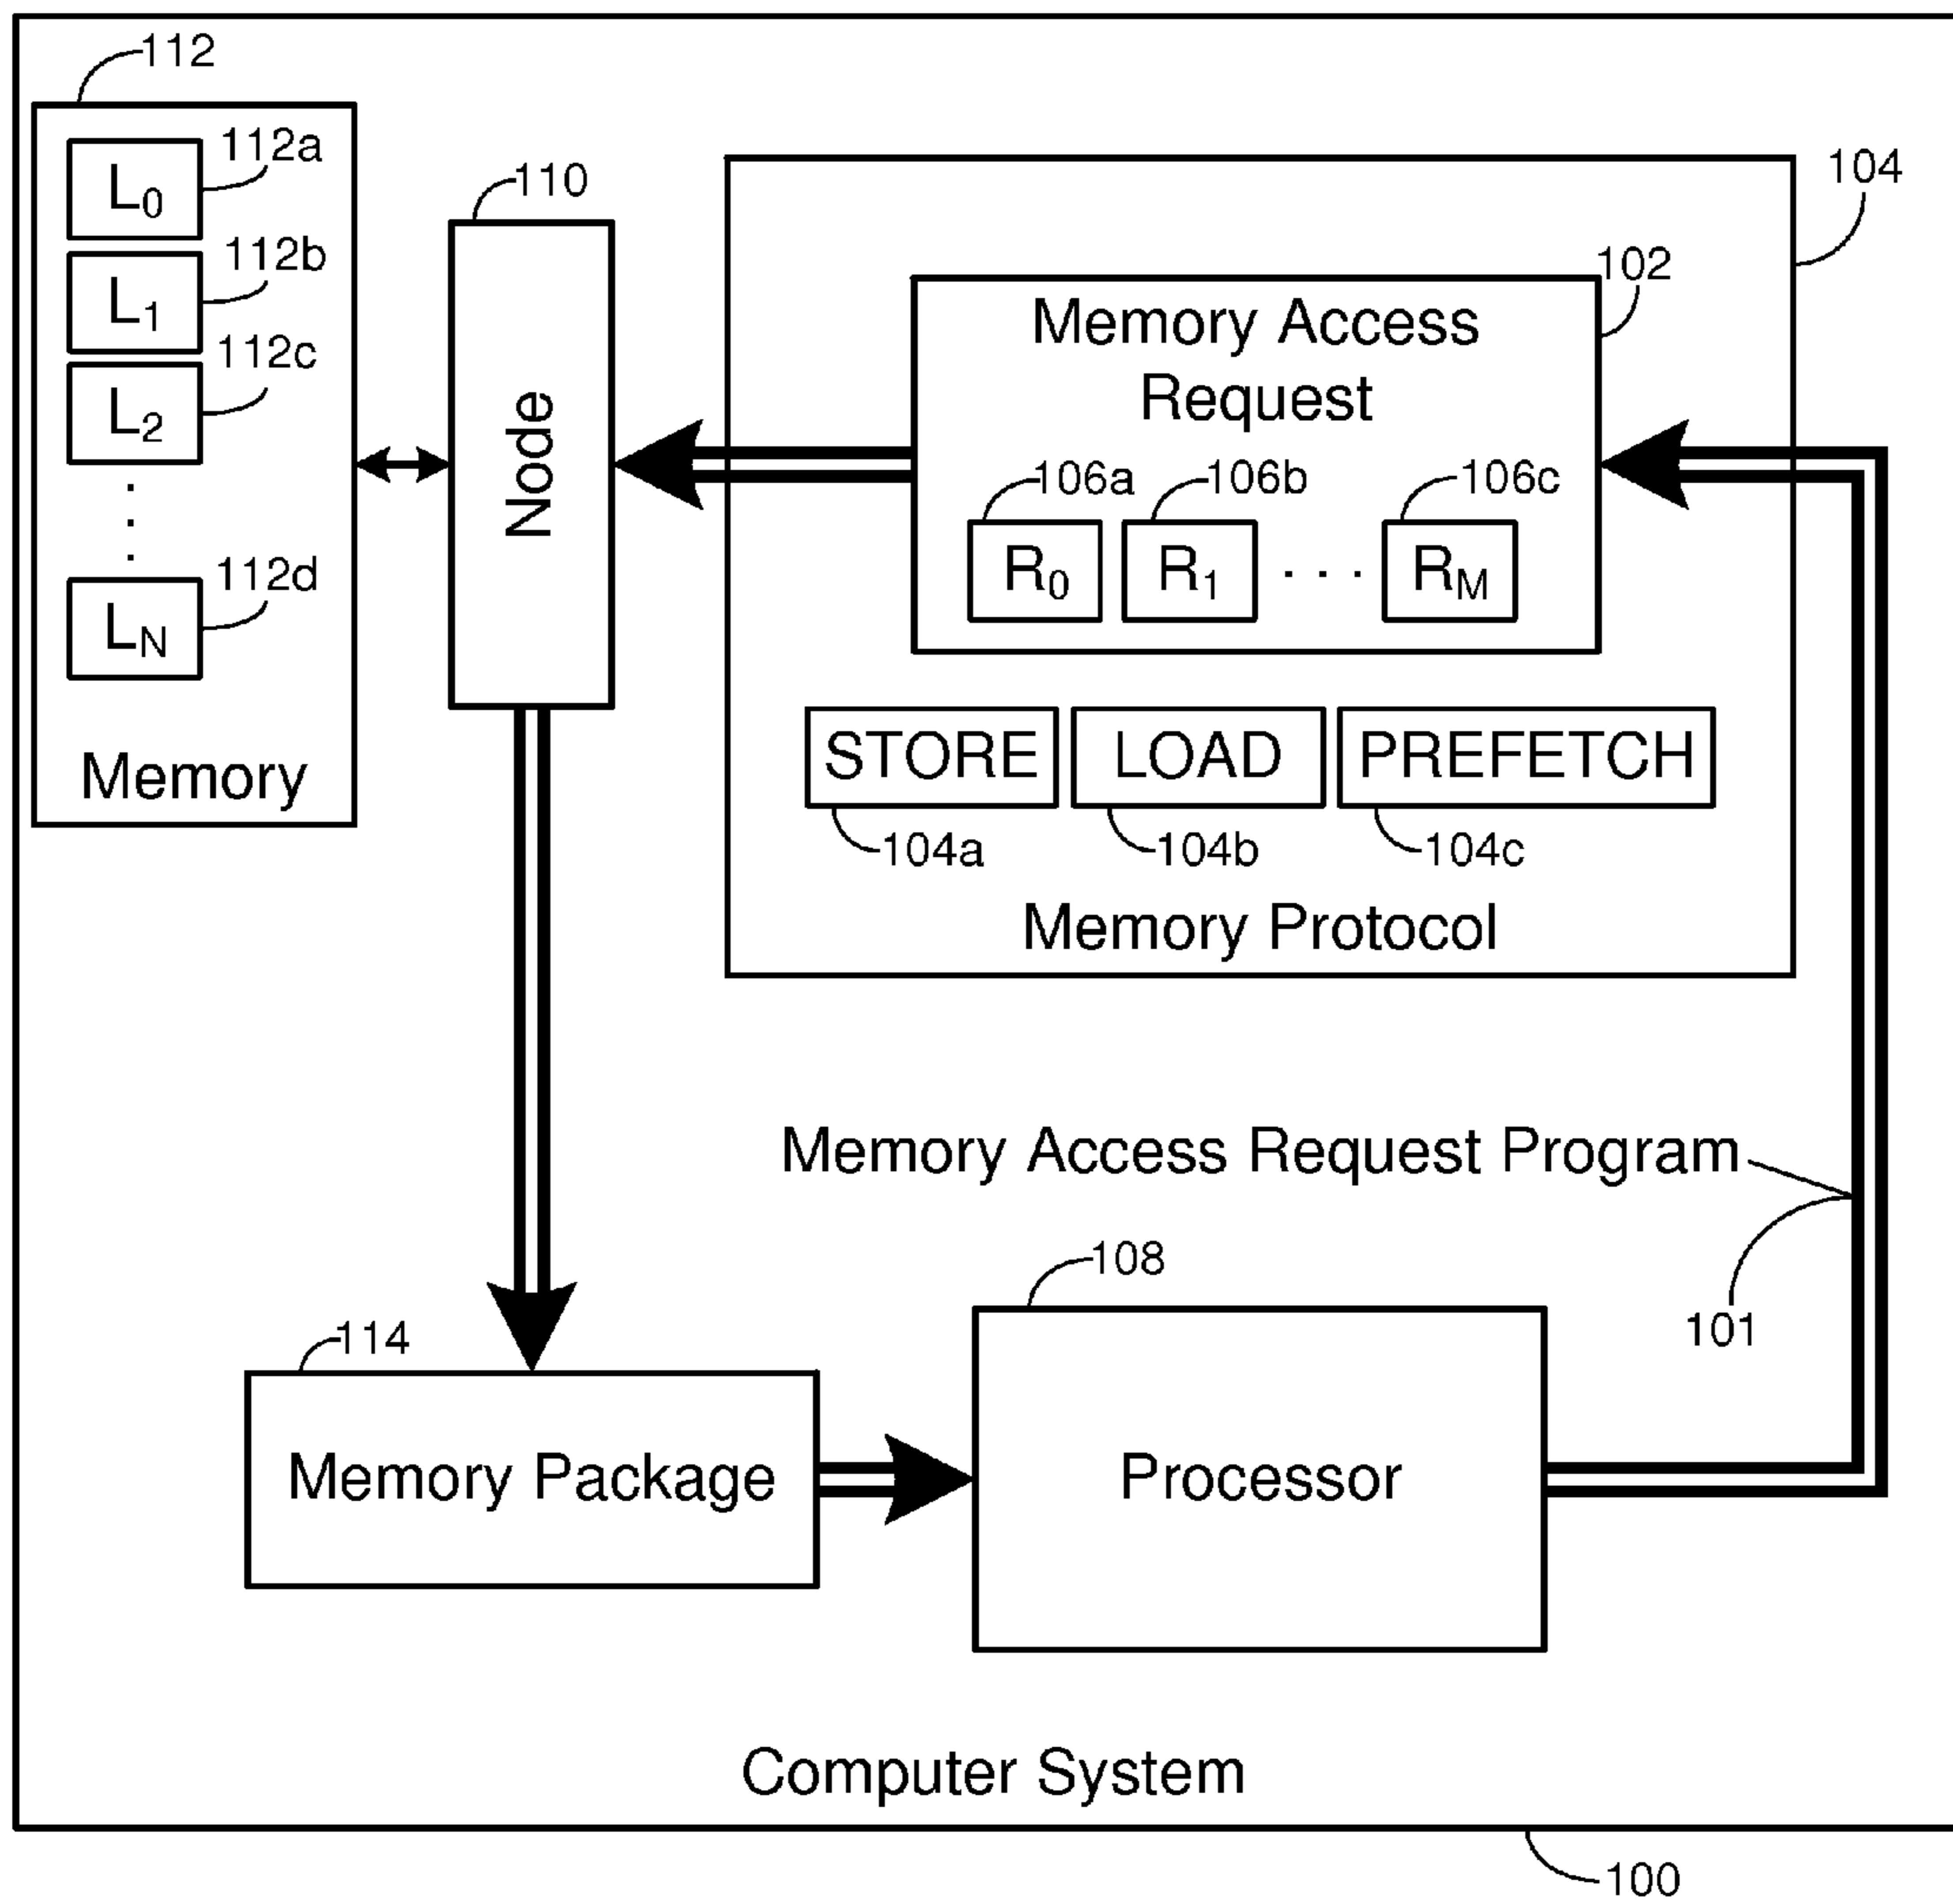 112
L0
112a
L1
112b
L2
112c
.
.
.
LN
112d
Memory
110
Node
104
102
Memory Access
Request
106a
106b
106c
R0
R1
. . .
RM
STORE
LOAD
PREFETCH
104a
104b
104c
Memory Protocol
Memory Access Request Program
101
108
114
Memory Package
Processor
Computer System
100